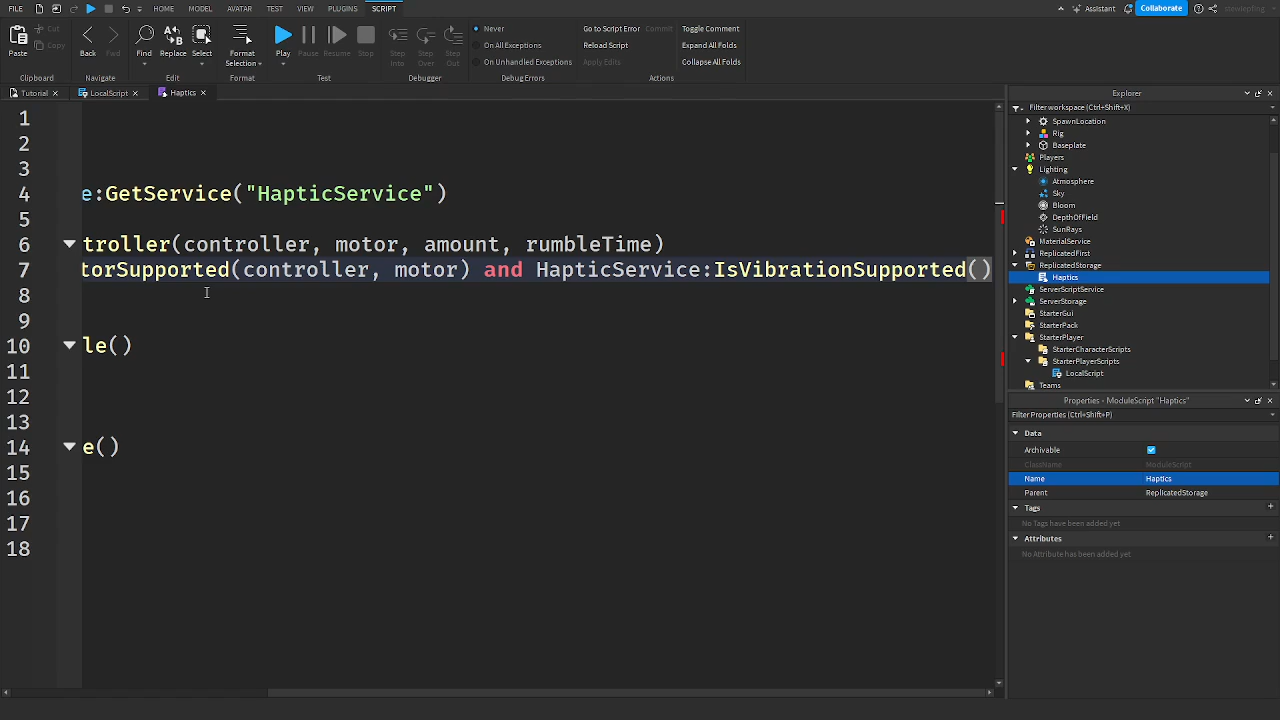 FILE HOME MODEL AVATAR TEST VIEW PLUGINS SCRIPT Assistant Collaborate stewiepfing
Cut
Copy
Paste
Back
Find
Replace
Select
Format
Selection
Play
Pause
Resume
Stop
Step
Into
Step
Over
Step
Out
Never
On All Exceptions
On Unhandled Exceptions
Go to Script Error Commit
Reload Script
Apply Edits
Toggle Comment
Expand All Folds
Collapse All Folds
Clipboard Navigate Edit Format Test Debugger Debug Errors Actions
Tutorial LocalScript Haptics
1
2
3
4 e:GetService("HapticService")
5
6 troller(controller, motor, amount, rumbleTime)
7 torSupported(controller, motor) and HapticService:IsVibrationSupported()
8
9
10 le()
11
12
13
14 e()
15
16
17
18
Explorer
Filter workspace (Ctrl+Shift+X)
SpawnLocation
Rig
Baseplate
Players
Lighting
Atmosphere
Sky
Bloom
DepthOfField
SunRays
MaterialService
ReplicatedFirst
ReplicatedStorage
Haptics
ServerScriptService
ServerStorage
StarterGui
StarterPack
StarterPlayer
StarterCharacterScripts
StarterPlayerScripts
LocalScript
Teams
Properties - ModuleScript "Haptics"
Filter Properties (Ctrl+Shift+P)
Data
Archivable
ClassName ModuleScript
Name Haptics
Parent ReplicatedStorage
Tags
No Tags have been added yet
Attributes
No Attribute has been added yet